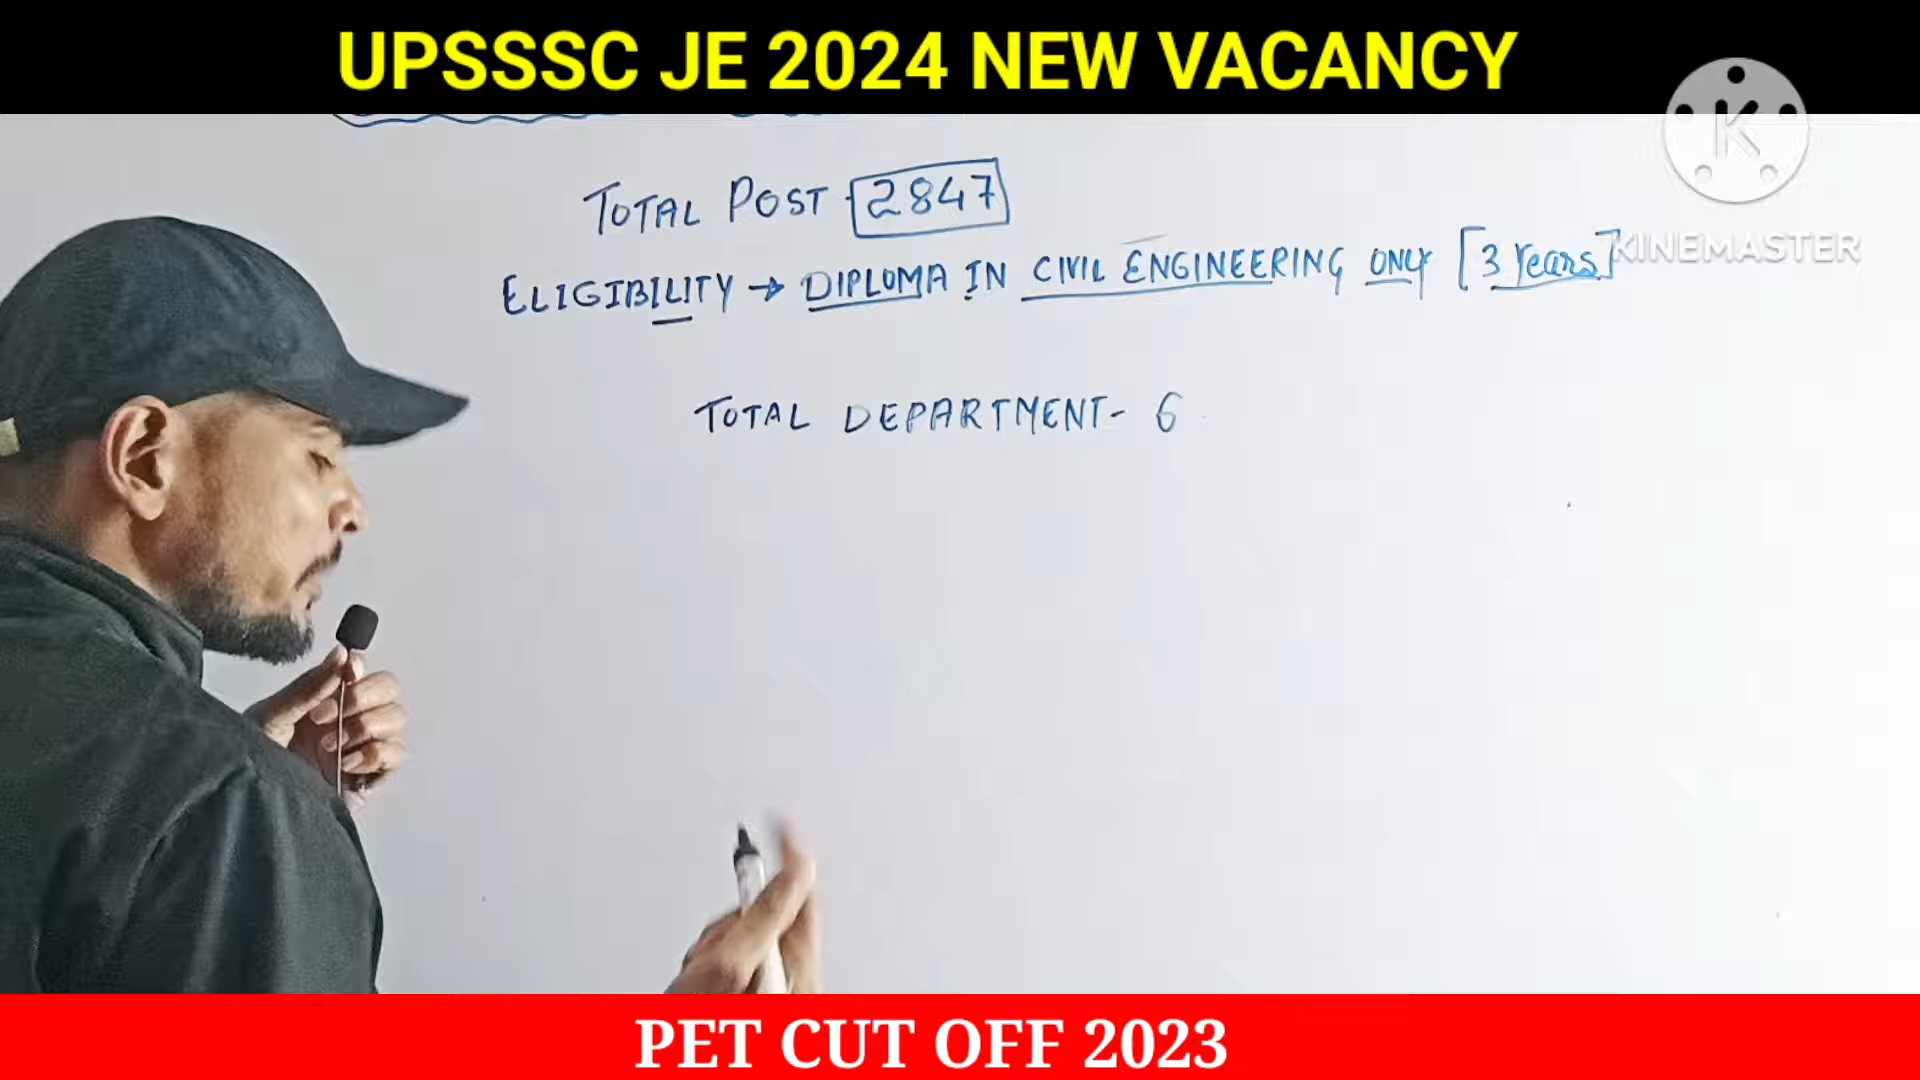 UPSSSC JE 2024 NEW VACANCY
K
KINEMASTER
TOTAL POST - 2847
ELIGIBILITY → DIPLOMA IN CIVIL ENGINEERING ONLY [3 Years]
TOTAL DEPARTMENT - 6
PET CUT OFF 2023